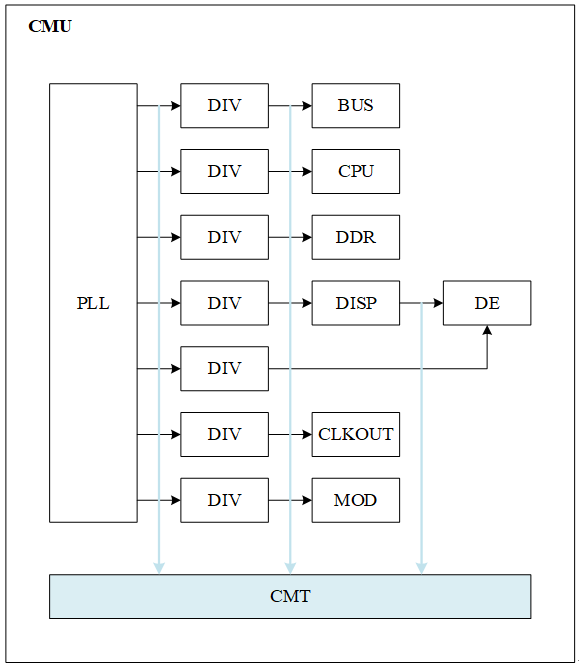 CMU
DIV
BUS
DIV
CPU
DIV
DDR
PLL
DIV
DISP
DE
DIV
DIV
CLKOUT
DIV
MOD
CMT